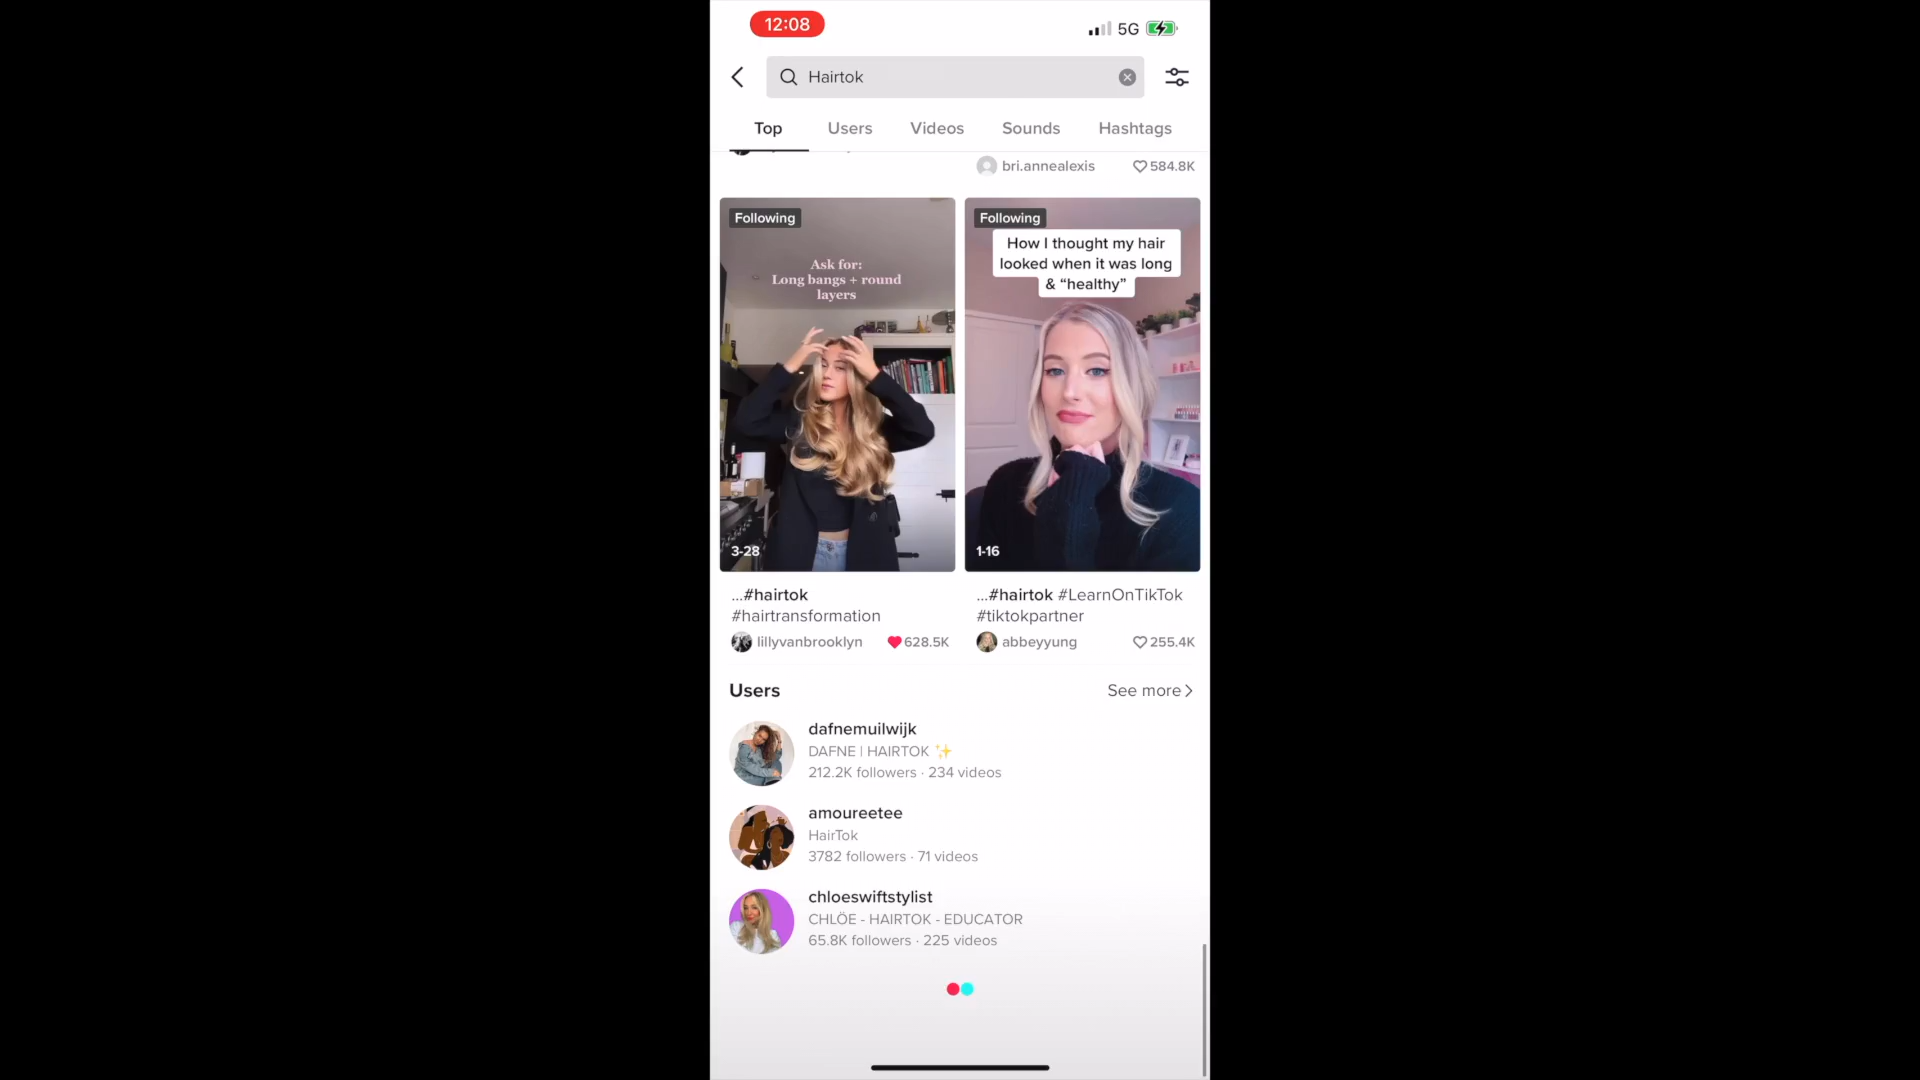 12:08
5G
Hairtok
Top Users Videos Sounds Hashtags
bri.annealexis 584.8K
Following
Ask for:
Long bangs + round
layers
3-28
Following
How I thought my hair
looked when it was long
& “healthy”
1-16
...#hairtok
#hairtransformation
lillyvanbrooklyn 628.5K
...#hairtok #LearnOnTikTok
#tiktokpartner
abbeyyung 255.4K
Users See more
dafnemuilwijk
DAFNE | HAIRTOK ✨
212.2K followers · 234 videos
amoureetee
HairTok
3782 followers · 71 videos
chloeswiftstylist
CHLÖE - HAIRTOK - EDUCATOR
65.8K followers · 225 videos